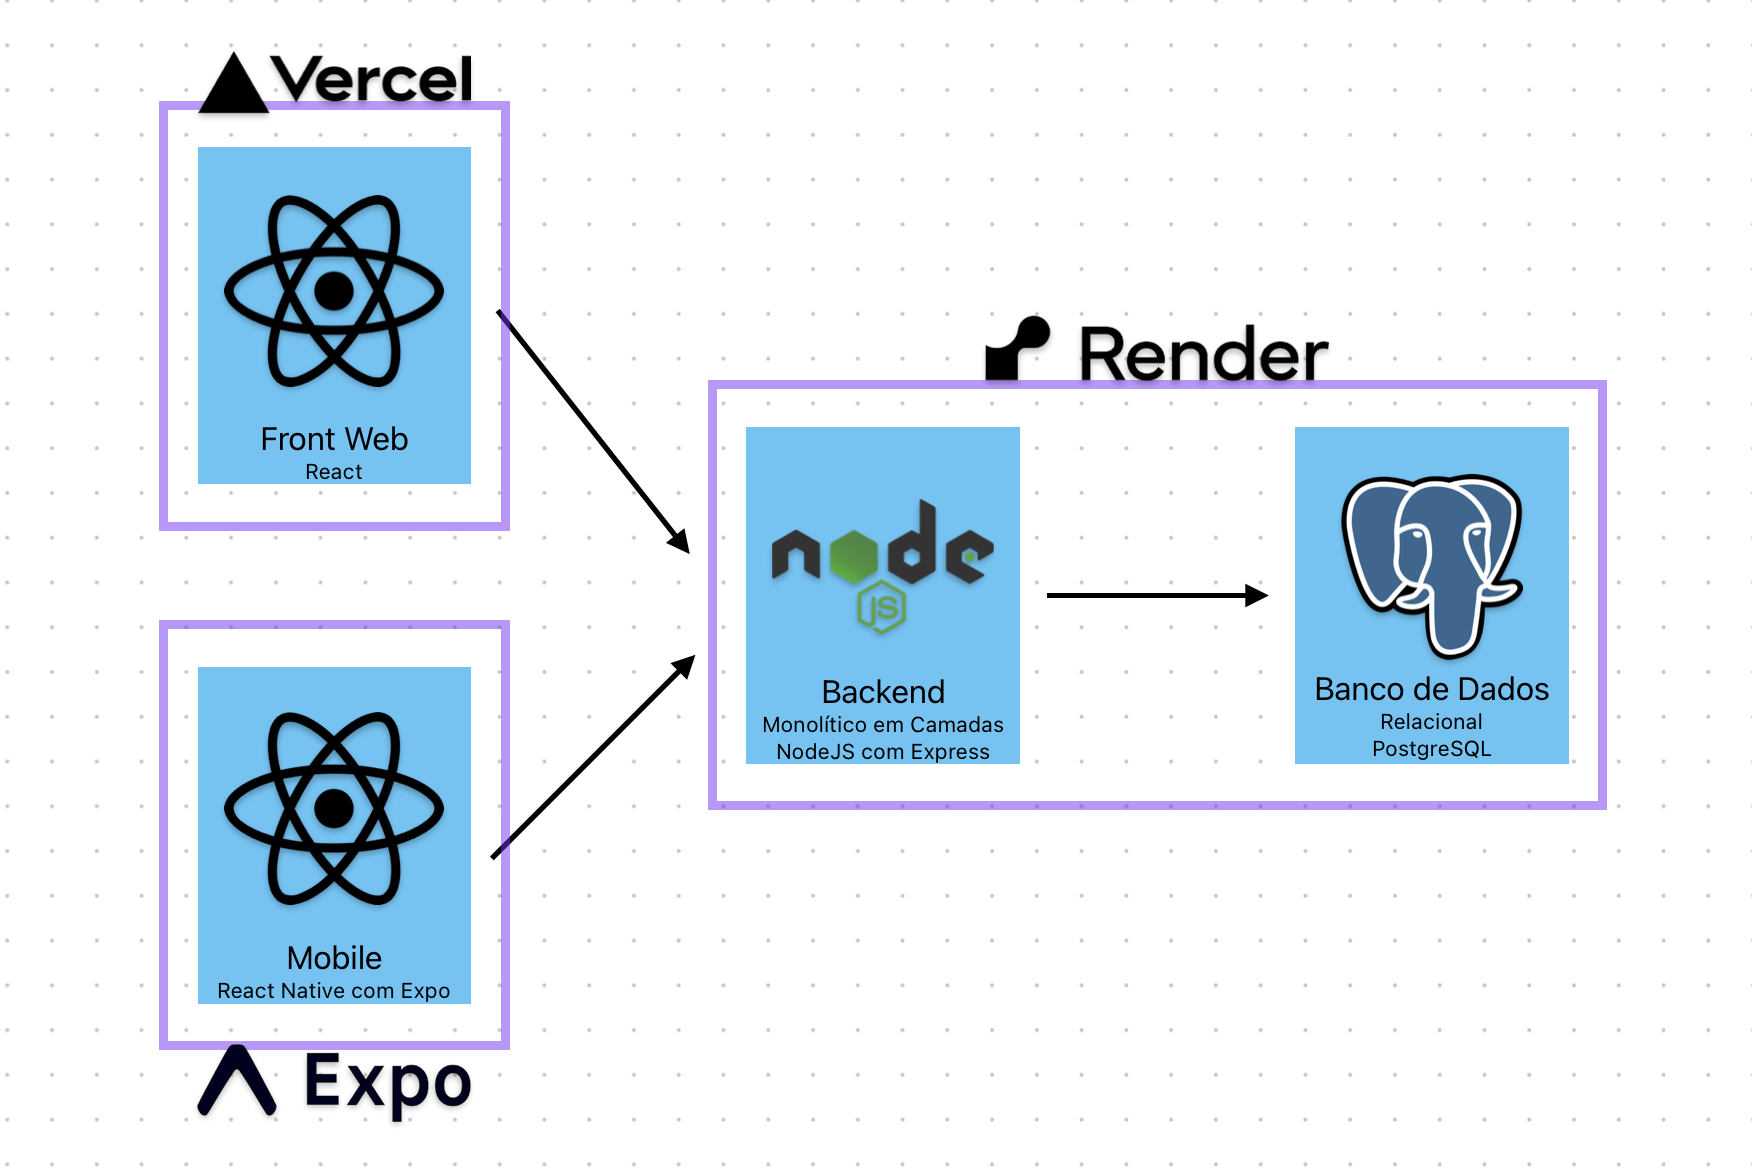 Vercel
Front Web
React
Render
node
JS
Backend
Monolítico em Camadas
NodeJS com Express
Banco de Dados
Relacional
PostgreSQL
Mobile
React Native com Expo
Expo